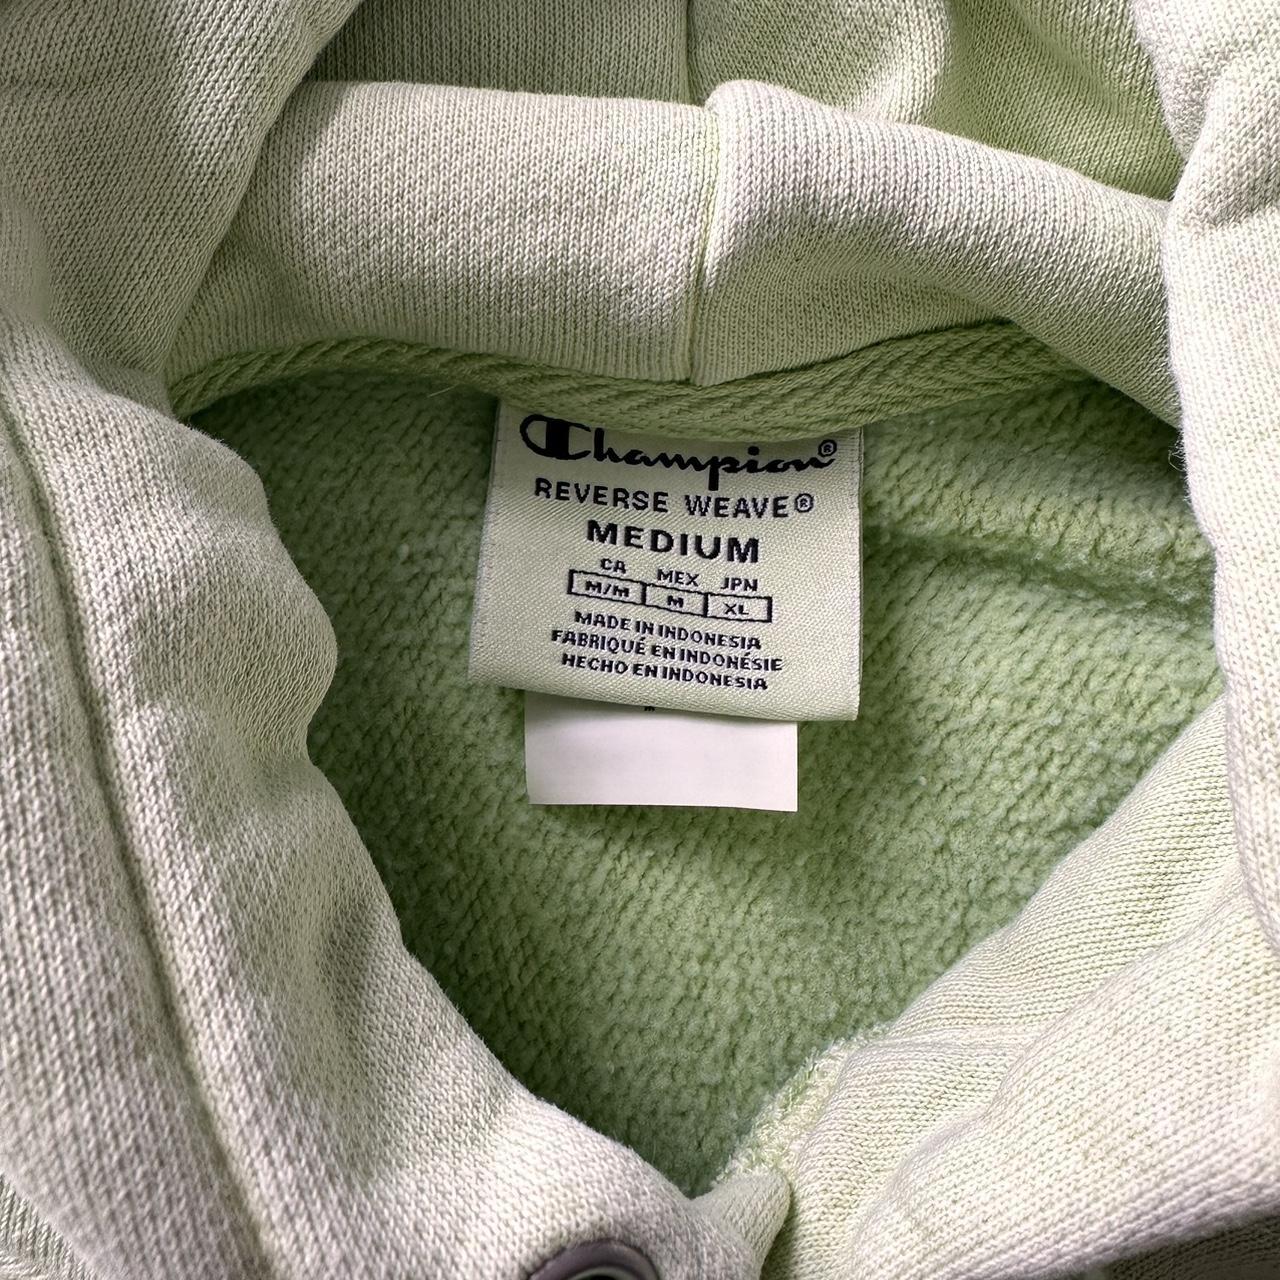 Champion®
REVERSE WEAVE®
MEDIUM
CA MEX JPN
M/M M XL
MADE IN INDONESIA
FABRIQUÉ EN INDONÉSIE
HECHO EN INDONESIA